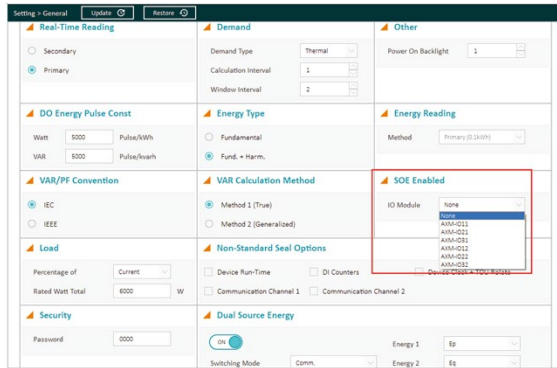 Setting > General
Update
Restore
Real-Time Reading
Secondary
Primary
Demand
Demand Type Thermal
Calculation Interval 1
Window Interval 2
Other
Power On Backlight 1
DO Energy Pulse Const
Watt 5000 Pulse/kWh
VAR 5000 Pulse/kvarh
Energy Type
Fundamental
Fund. + Harm.
Energy Reading
Method Primary (0.1kWh)
VAR/PF Convention
IEC
IEEE
VAR Calculation Method
Method 1 (True)
Method 2 (Generalized)
SOE Enabled
IO Module None
None
AXM-IO11
AXM-IO21
AXM-IO31
AXM-IO12
AXM-IO22
AXM-IO32
Load
Percentage of Current
Rated Watt Total 6000 W
Non-Standard Seal Options
Device Run-Time
DI Counters
Device Clock + TOU Relate
Communication Channel 1
Communication Channel 2
Security
Password 0000
Dual Source Energy
ON
Switching Mode Comm.
Energy 1 Ep
Energy 2 Eq